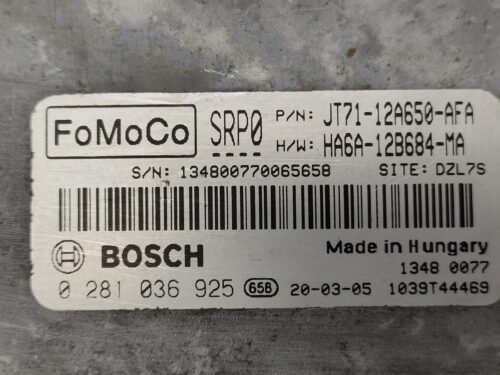 FoMoCo SRP0 P/N: JT71-12A650-AFA
H/W: HA6A-12B684-MA
S/N: 134800770065658 SITE: DZL7S
BOSCH Made in Hungary
1348 0077
0 281 036 925 65B 20-03-05 1039T44469